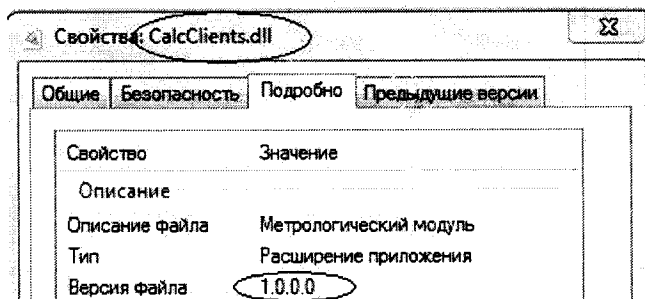 Свойства: CalcClients.dll
Общие Безопасность Подробно Предыдущие версии
Свойство Значение
Описание
Описание файла Метрологический модуль
Тип Расширение приложения
Версия файла 1.0.0.0